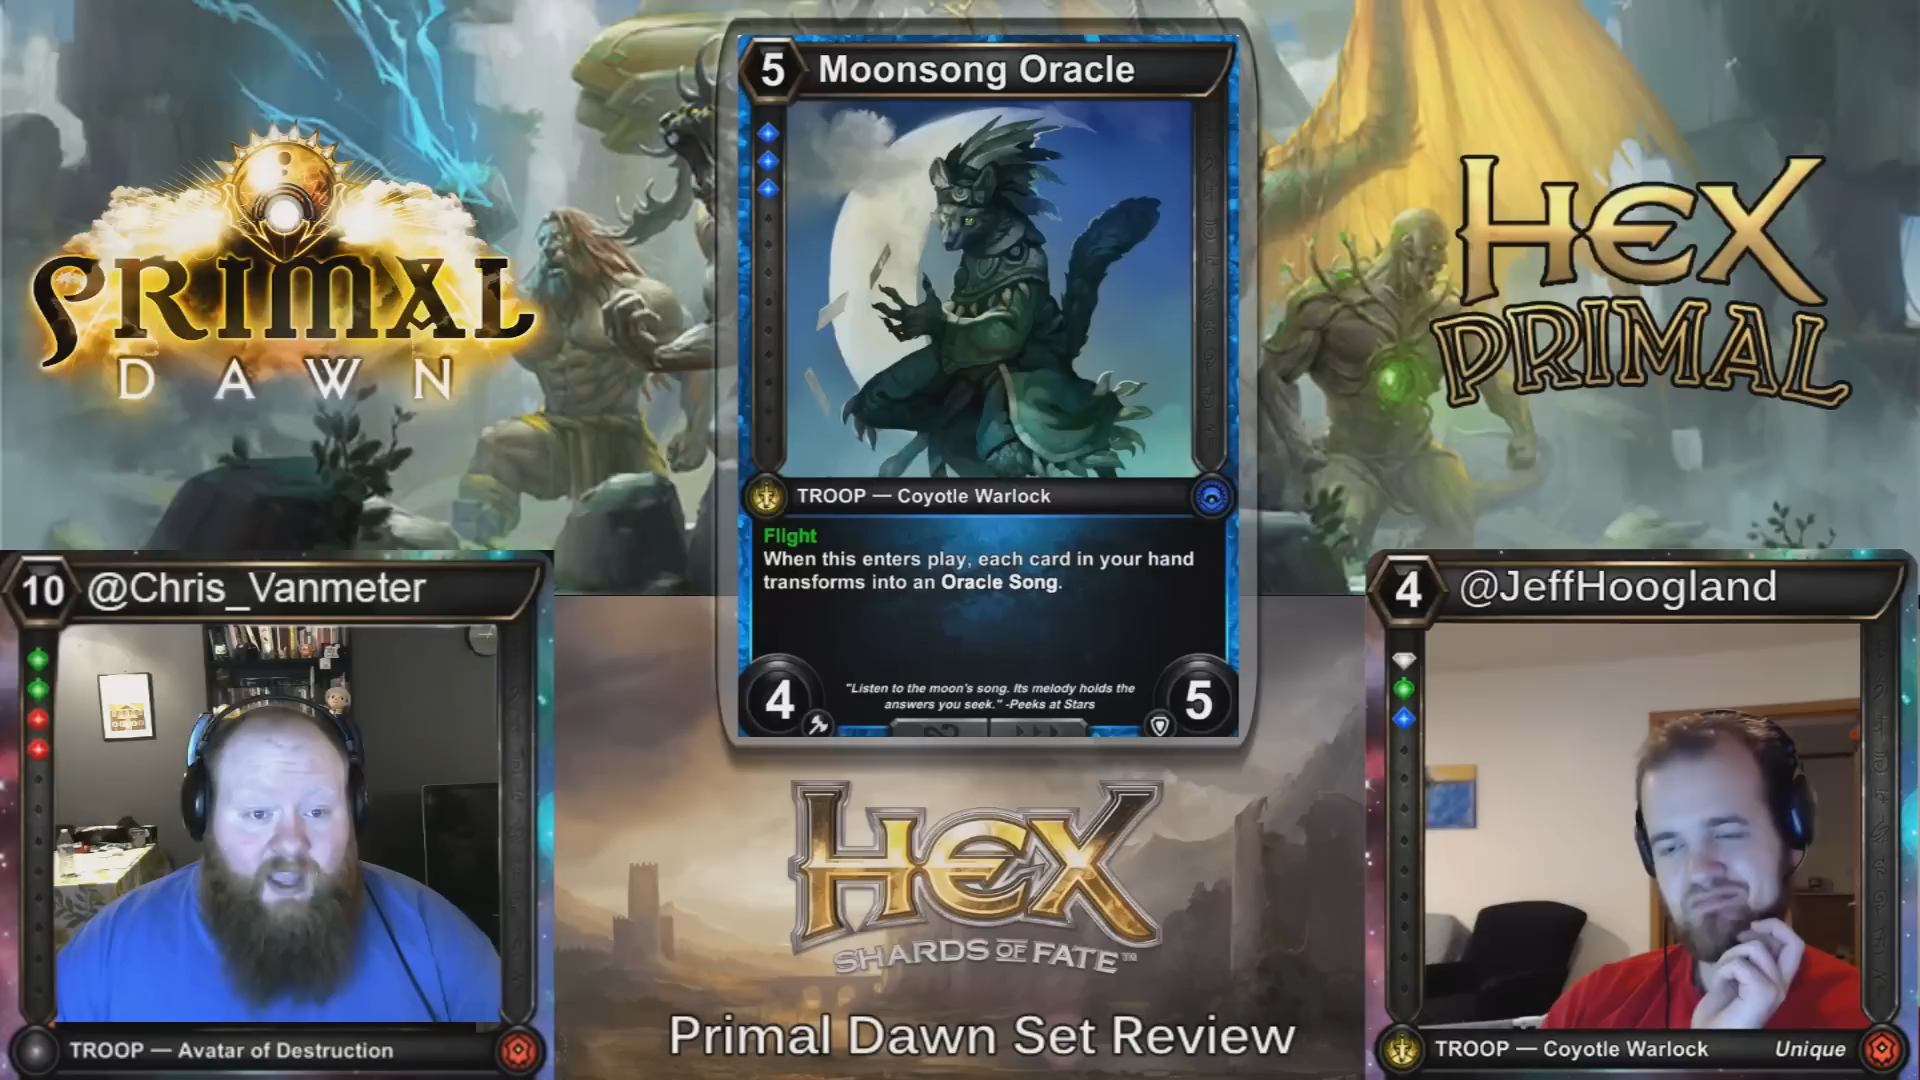 5 Moonsong Oracle
PRIMAL
DAWN
HEX
PRIMAL
TROOP — Coyotle Warlock
Flight
When this enters play, each card in your hand
transforms into an Oracle Song.
4
"Listen to the moon's song. Its melody holds the
answers you seek." -Peeks at Stars
5
10 @Chris_Vanmeter
TROOP — Avatar of Destruction
HEX
SHARDS OF FATE™
Primal Dawn Set Review
4 @JeffHoogland
TROOP — Coyotle Warlock Unique